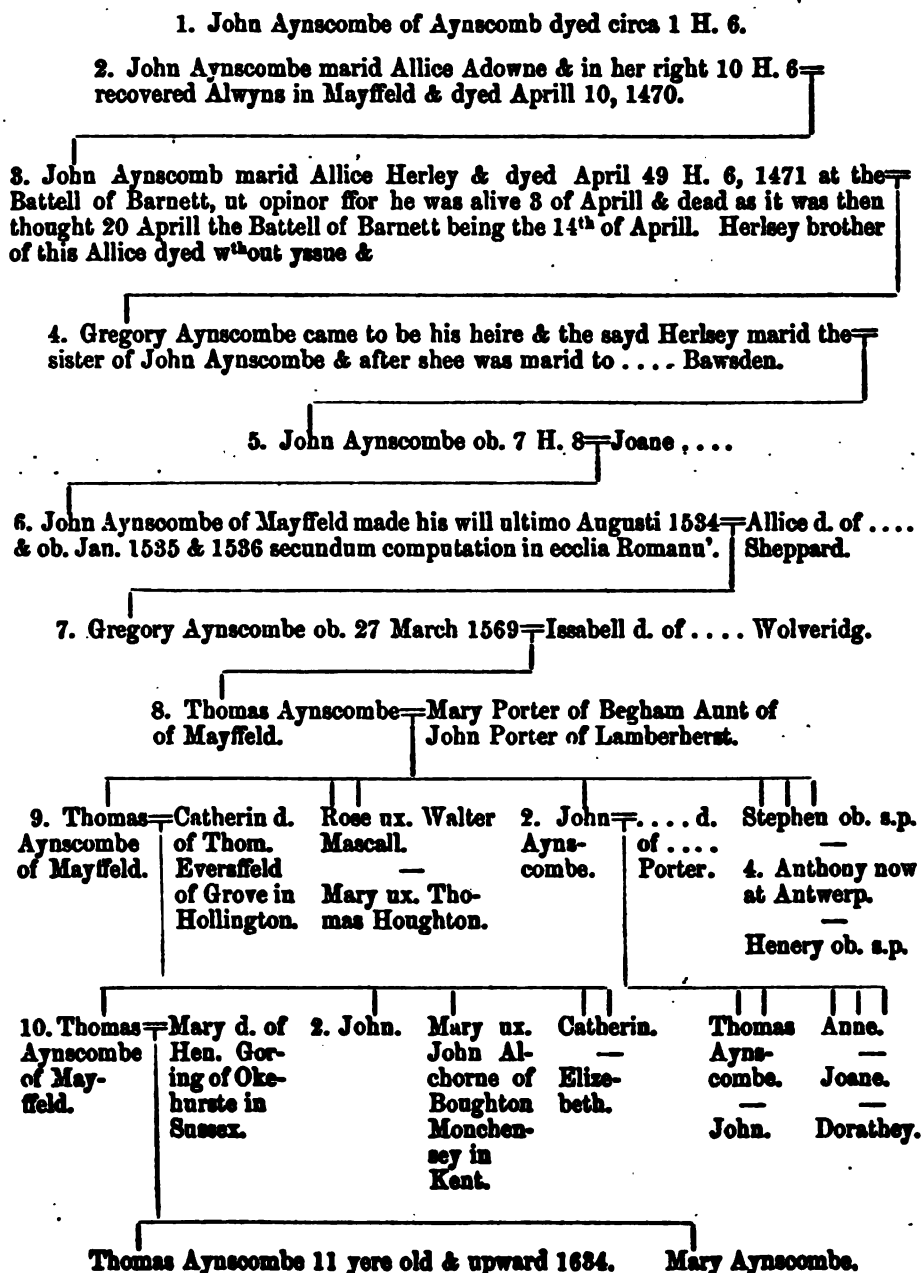 1. John Aynscombe of Aynscomb dyed circa 1 H. 6.
2. John Aynscombe marid Allice Adowne & in her right 10 H. 6
recovered Alwyns in Mayffeld & dyed Aprill 10, 1470.
3. John Aynscomb marid Allice Herley & dyed April 49 H. 6, 1471 at the
Battell of Barnett, ut opinor ffor he was alive 3 of Aprill & dead as it was then
thought 20 Aprill the Battell of Barnett being the 14th of Aprill. Herlsey brother
of this Allice dyed wthout yssue &
4. Gregory Aynscombe came to be his heire & the sayd Herlsey marid the
sister of John Aynscombe & after shee was marid to .... Bawsden.
5. John Aynscombe ob. 7 H. 8=Joane ....
6. John Aynscombe of Mayffeld made his will ultimo Augusti 1534=Allice d. of ....
& ob. Jan. 1535 & 1536 secundum computation in ecclia Romann'. Sheppard.
7. Gregory Aynscombe ob. 27 March 1569=Issabell d. of .... Wolveridg.
8. Thomas Aynscombe=Mary Porter of Begham Aunt of
of Mayffeld. John Porter of Lamberherst.
9. Thomas=
Aynscombe
of Mayffeld.
Catherin d.
of Thom.
Eversffeld
of Grove in
Hollington.
Rose ux. Walter
Mascall.
—
Mary ux. Tho-
mas Houghton.
2. John=
Ayns-
combe.
.... d.
of ....
Porter.
Stephen ob. s.p.
—
4. Anthony now
at Antwerp.
—
Henery ob. s.p.
10. Thomas=
Aynscombe
of May-
ffeld.
Mary d. of
Hen. Gor-
ing of Oke-
hurste in
Sussex.
2. John.
Mary ux.
John Al-
chorne of
Boughton
Monchen-
sey in
Kent.
Catherin.
—
Elize-
beth.
Thomas
Ayns-
combe.
—
John.
Anne.
—
Joane.
—
Dorathey.
Thomas Aynscombe 11 yere old & upward 1634. Mary Aynscombe.